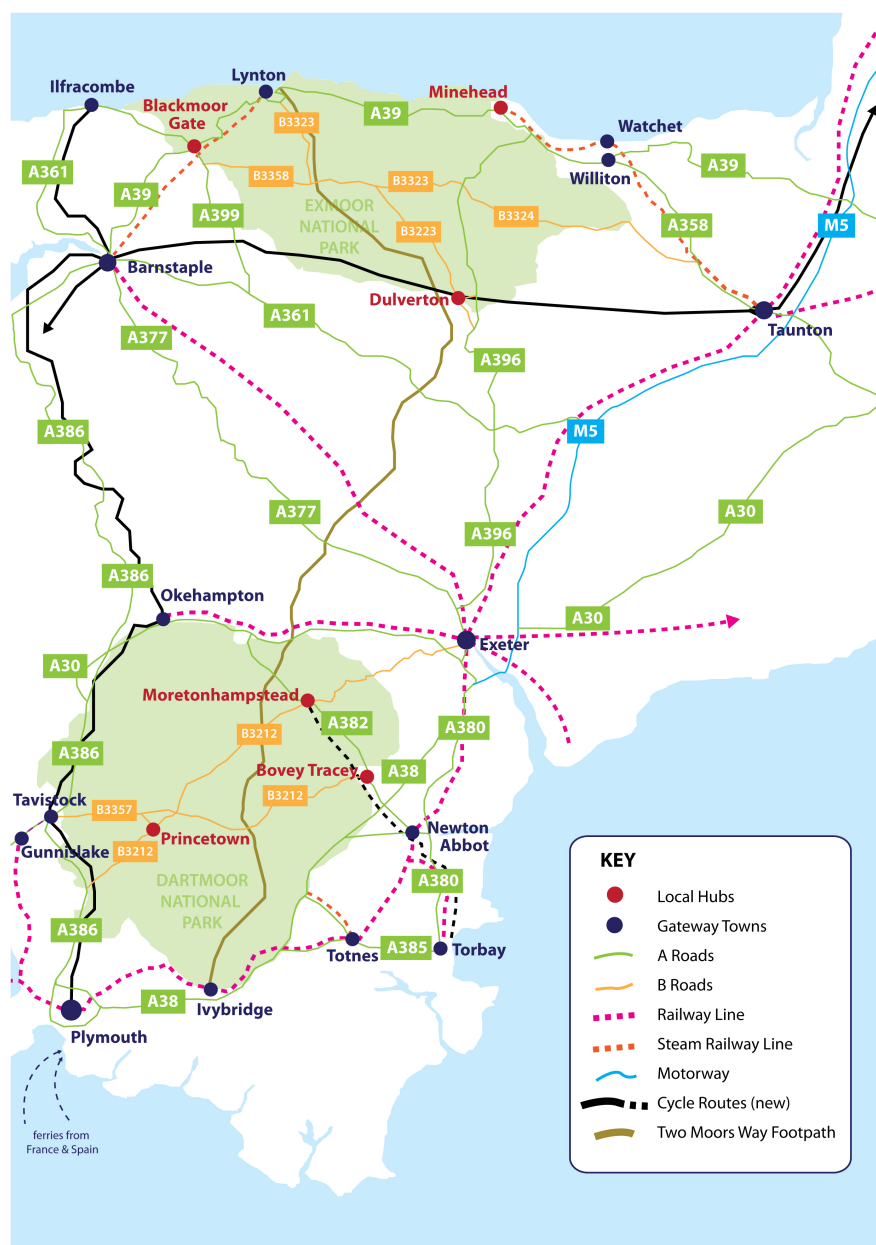 Lynton
Ilfracombe
Minehead
Blackmoor
Gate
A39
B3323
Watchet
A361
A39
Williton
B3358
B3323
A39
A399
EXMOOR
NATIONAL
PARK
B3324
A358
M5
B3223
Barnstaple
Dulverton
A361
Taunton
A377
A396
A386
M5
A377
A30
A396
A386
Okehampton
A30
Exeter
A30
Moretonhampstead
A382
A380
B3212
A386
Bovey Tracey
A38
Tavistock
B3357
B3212
Newton
Abbot
Princetown
Gunnislake
B3212
A380
DARTMOOR
NATIONAL
PARK
A386
Totnes
A385
Torbay
A38
Ivybridge
Plymouth
ferries from
France & Spain
KEY
Local Hubs
Gateway Towns
A Roads
B Roads
Railway Line
Steam Railway Line
Motorway
Cycle Routes (new)
Two Moors Way Footpath